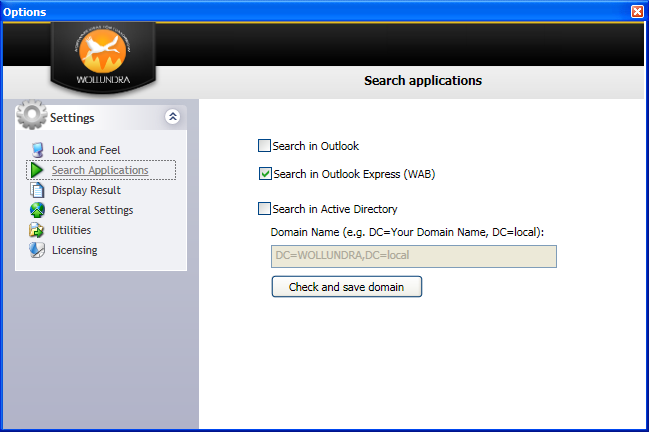 Options
WOLLUNDRA
Search applications
Settings
Look and Feel
Search Applications
Display Result
General Settings
Utilities
Licensing
Search in Outlook
Search in Outlook Express (WAB)
Search in Active Directory
Domain Name (e.g. DC=Your Domain Name, DC=local):
DC=WOLLUNDRA,DC=local
Check and save domain